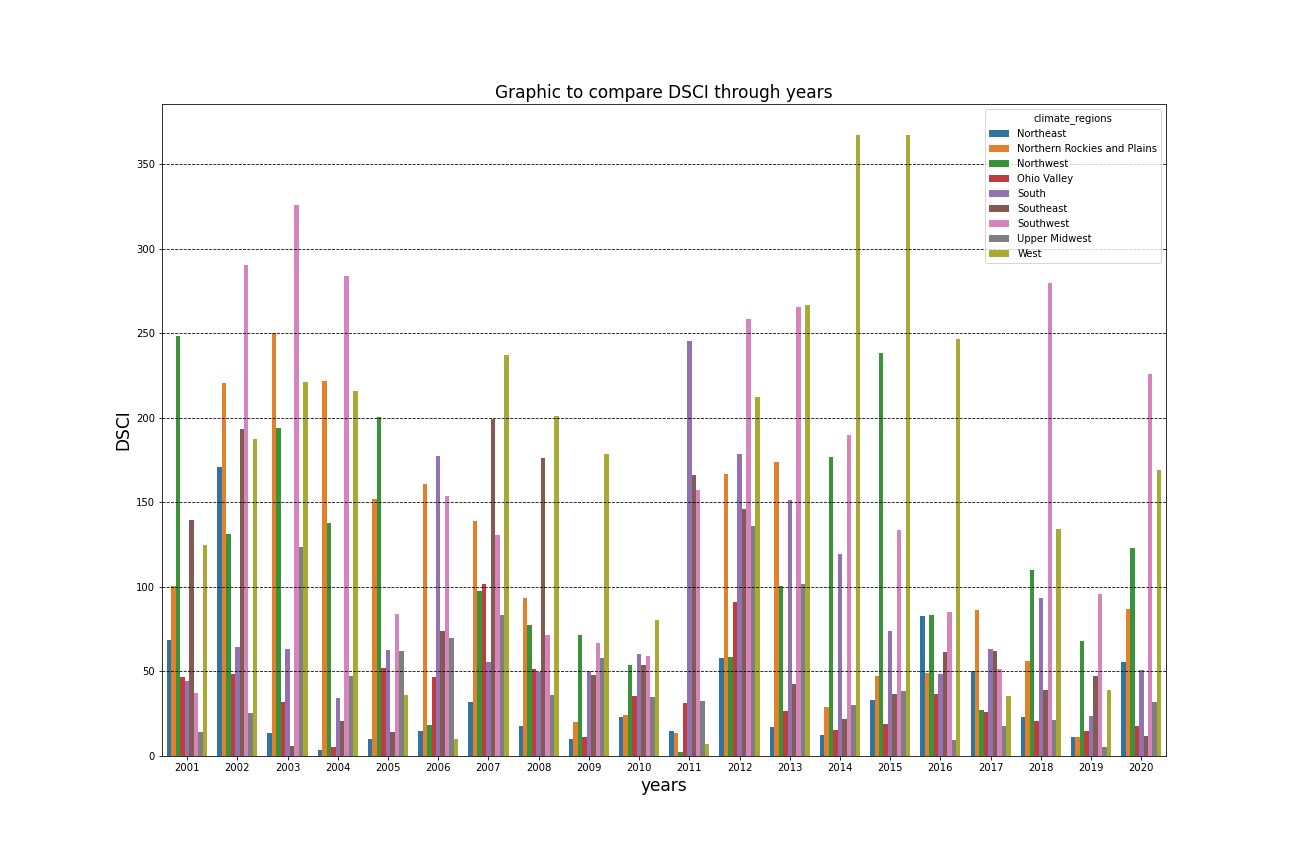 Graphic to compare DSCI through years
climate_regions
Northeast
Northern Rockies and Plains
Northwest
Ohio Valley
South
Southeast
Southwest
Upper Midwest
West
350
300
250
200
150
100
50
0
DSCI
2001 2002 2003 2004 2005 2006 2007 2008 2009 2010 2011 2012 2013 2014 2015 2016 2017 2018 2019 2020
years